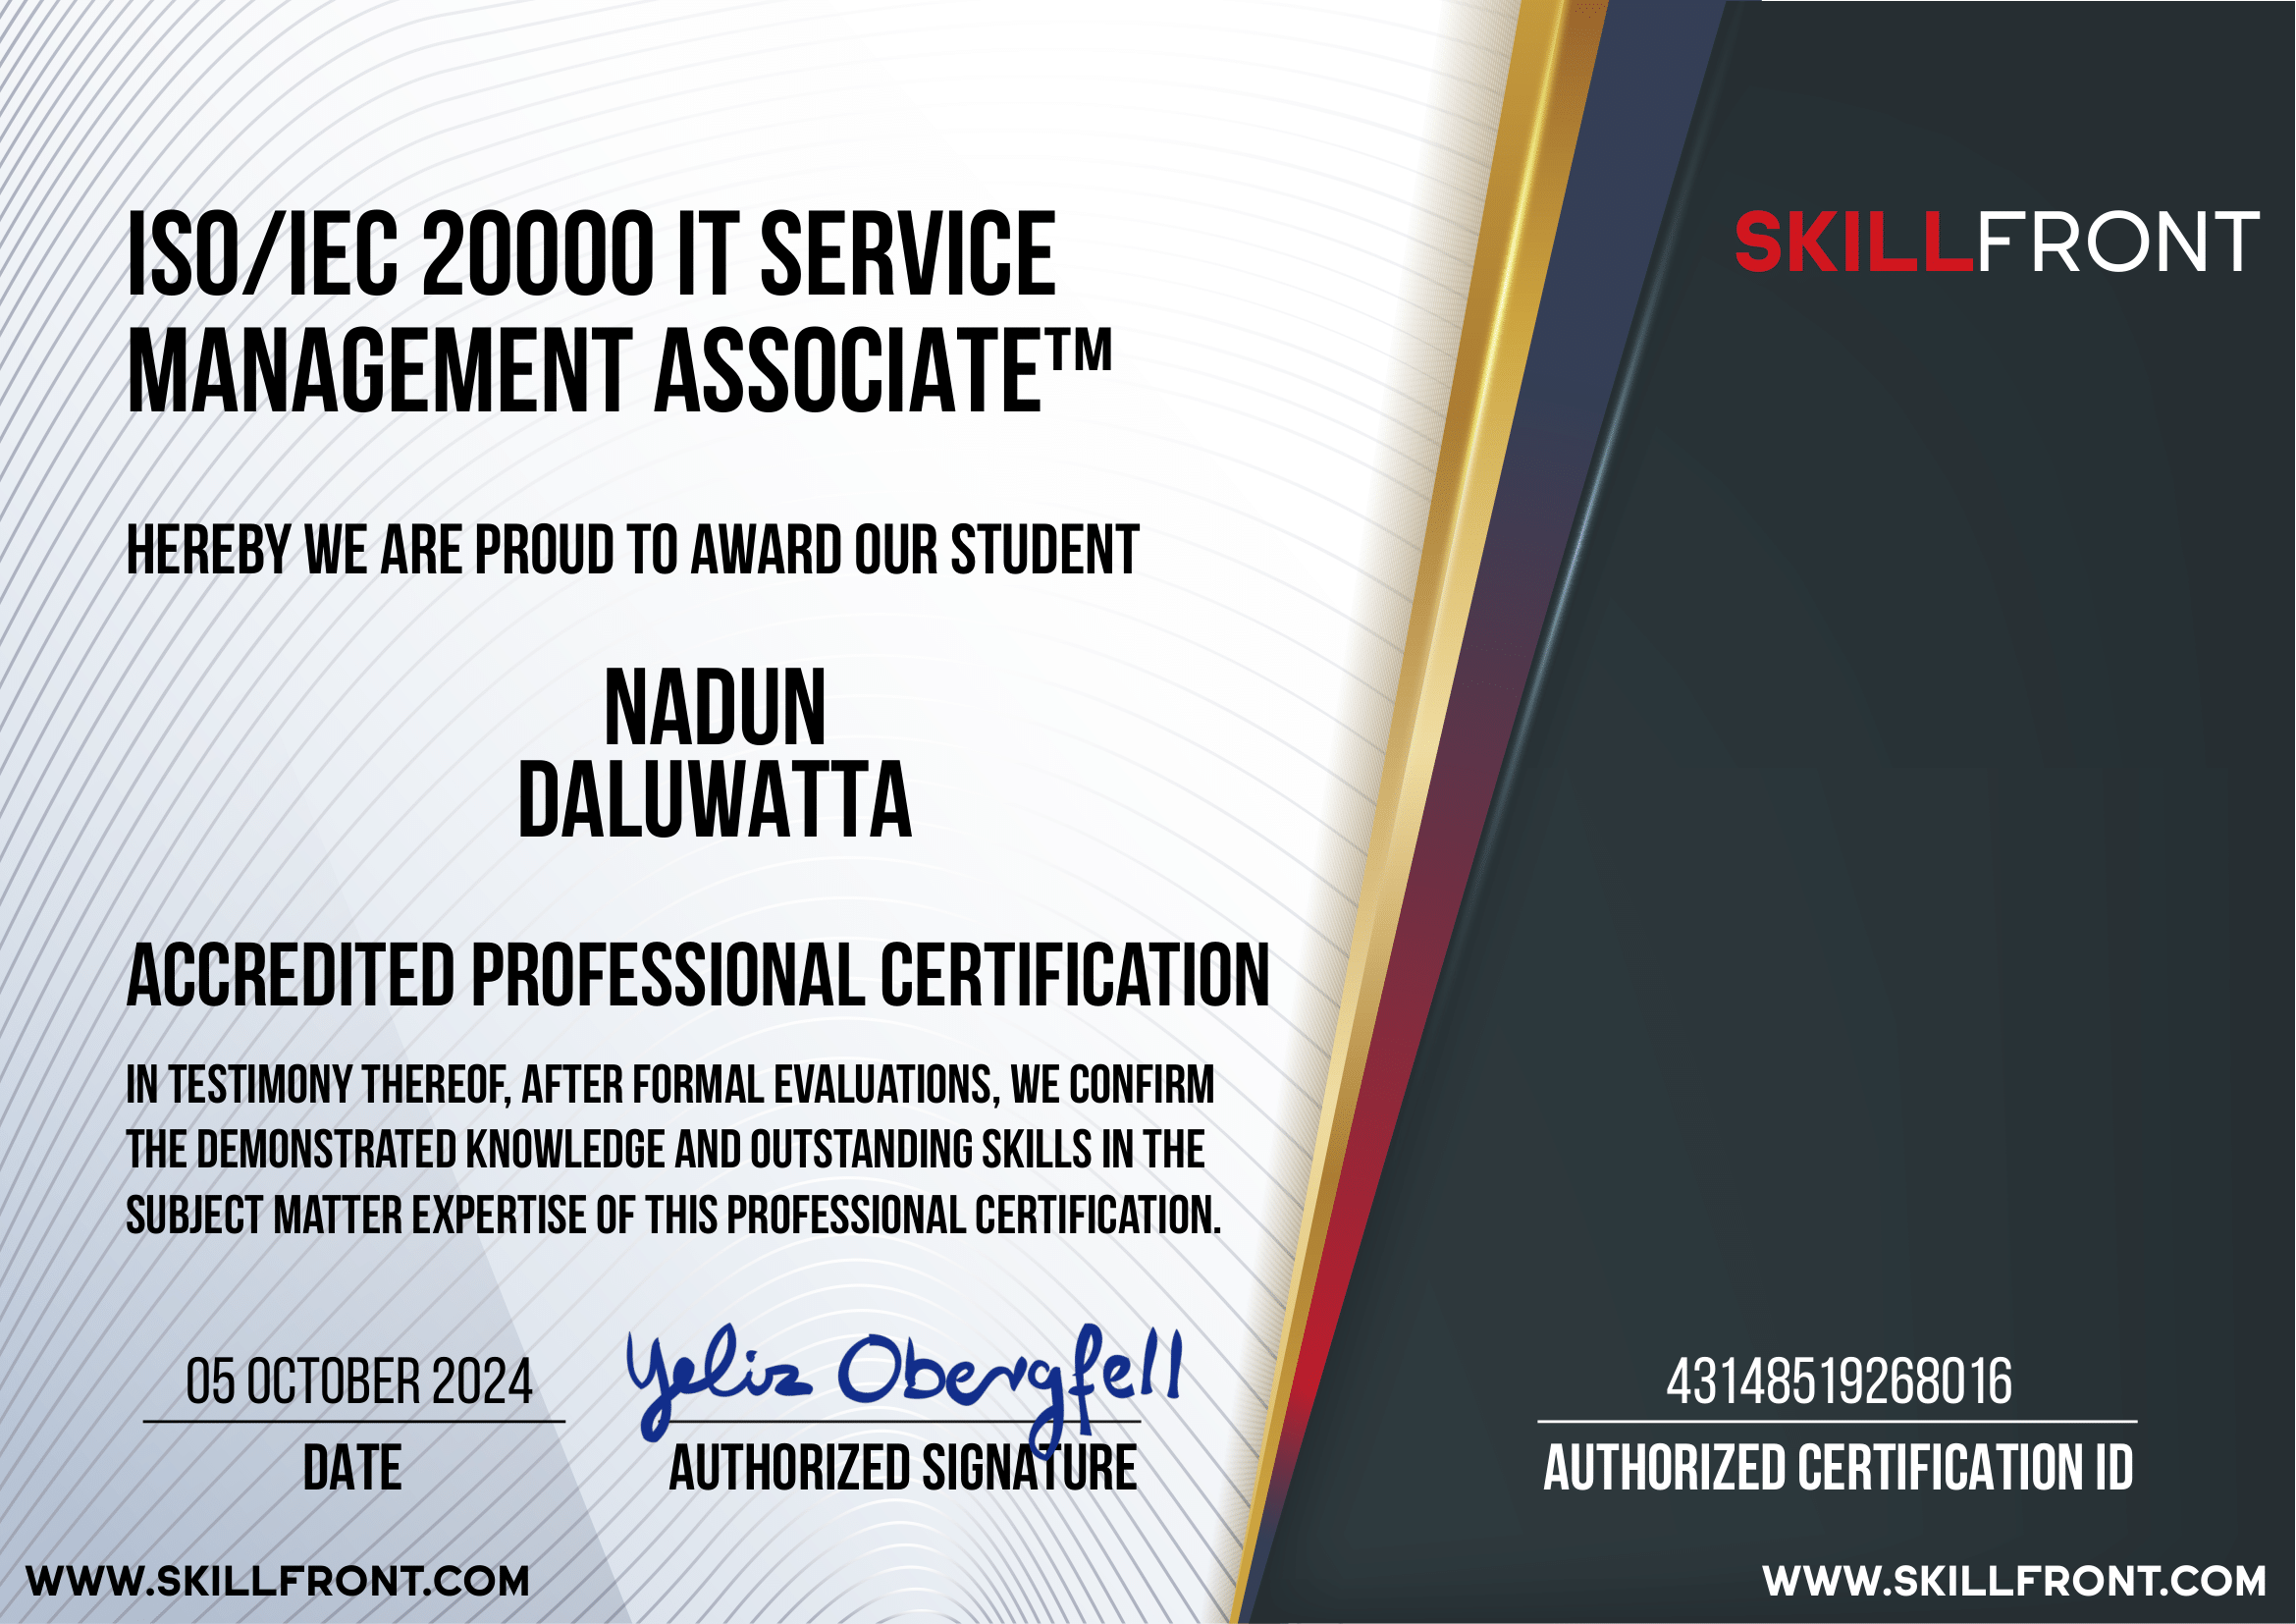 ISO/IEC 20000 IT SERVICE
MANAGEMENT ASSOCIATE™
SKILLFRONT
HEREBY WE ARE PROUD TO AWARD OUR STUDENT
NADUN
DALUWATTA
ACCREDITED PROFESSIONAL CERTIFICATION
IN TESTIMONY THEREOF, AFTER FORMAL EVALUATIONS, WE CONFIRM
THE DEMONSTRATED KNOWLEDGE AND OUTSTANDING SKILLS IN THE
SUBJECT MATTER EXPERTISE OF THIS PROFESSIONAL CERTIFICATION.
05 OCTOBER 2024
DATE
Yeliz Obergfell
AUTHORIZED SIGNATURE
43148519268016
AUTHORIZED CERTIFICATION ID
WWW.SKILLFRONT.COM
WWW.SKILLFRONT.COM